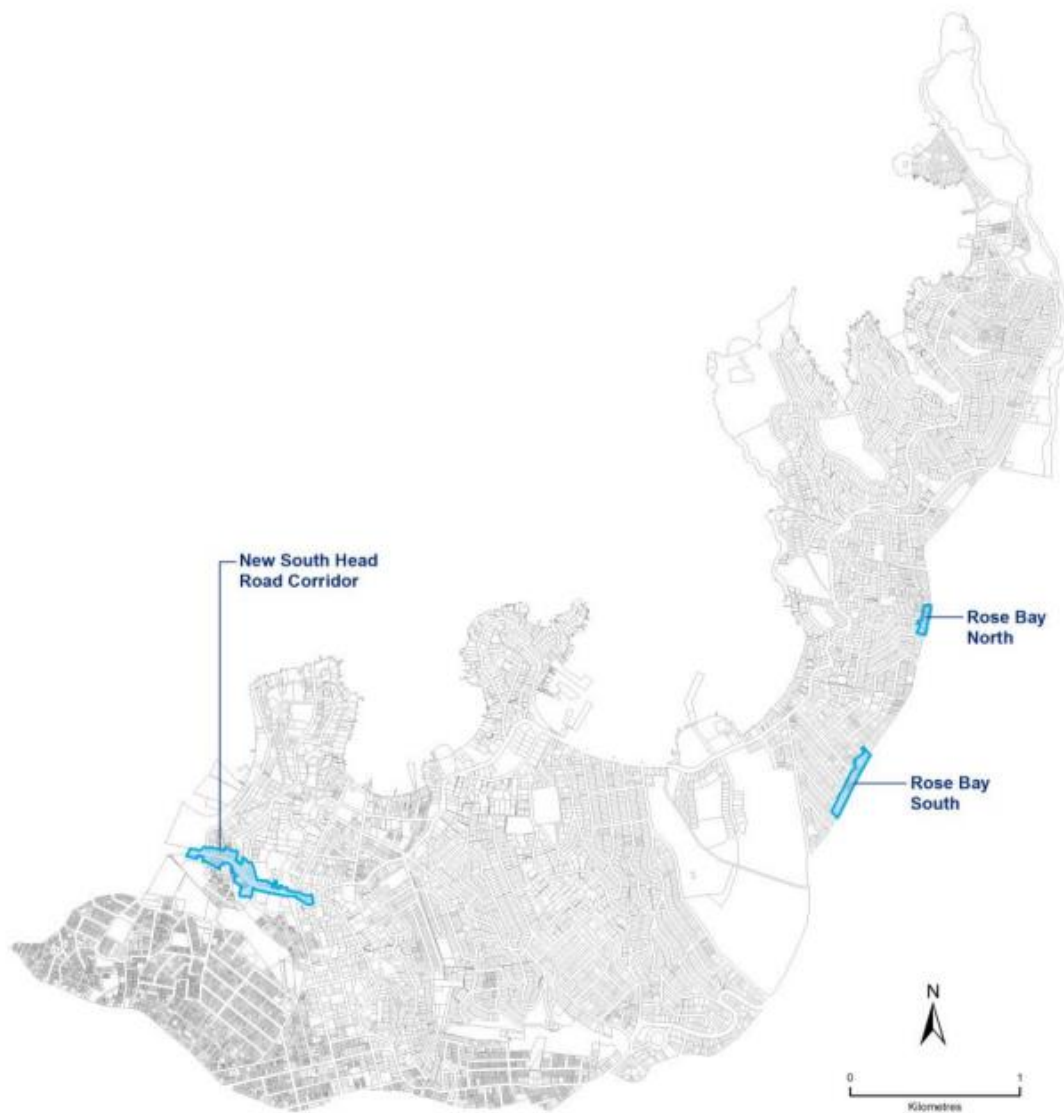 New South Head
Road Corridor
Rose Bay
North
Rose Bay
South
N
0 1
Kilometres